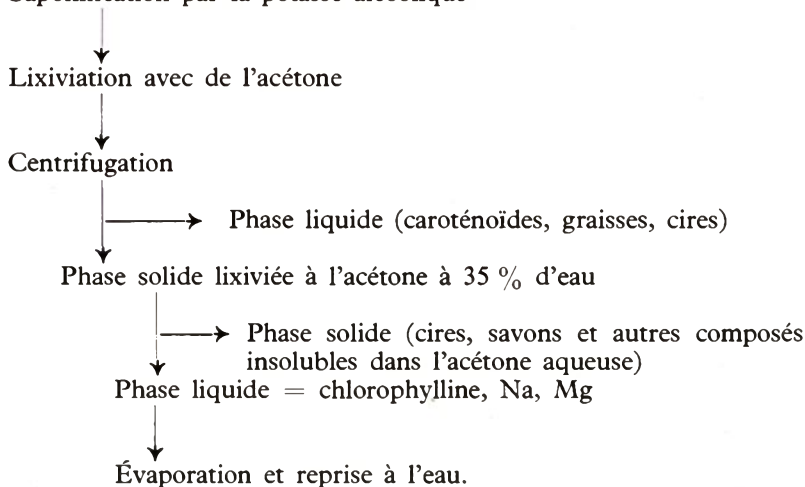 Lixiviation avec de l'acétone
Centrifugation
Phase liquide (caroténoïdes, graisses, cires)
Phase solide lixiviée à l'acétone à 35 % d'eau
Phase solide (cires, savons et autres composés
insolubles dans l'acétone aqueuse)
Phase liquide = chlorophylline, Na, Mg
Évaporation et reprise à l'eau.